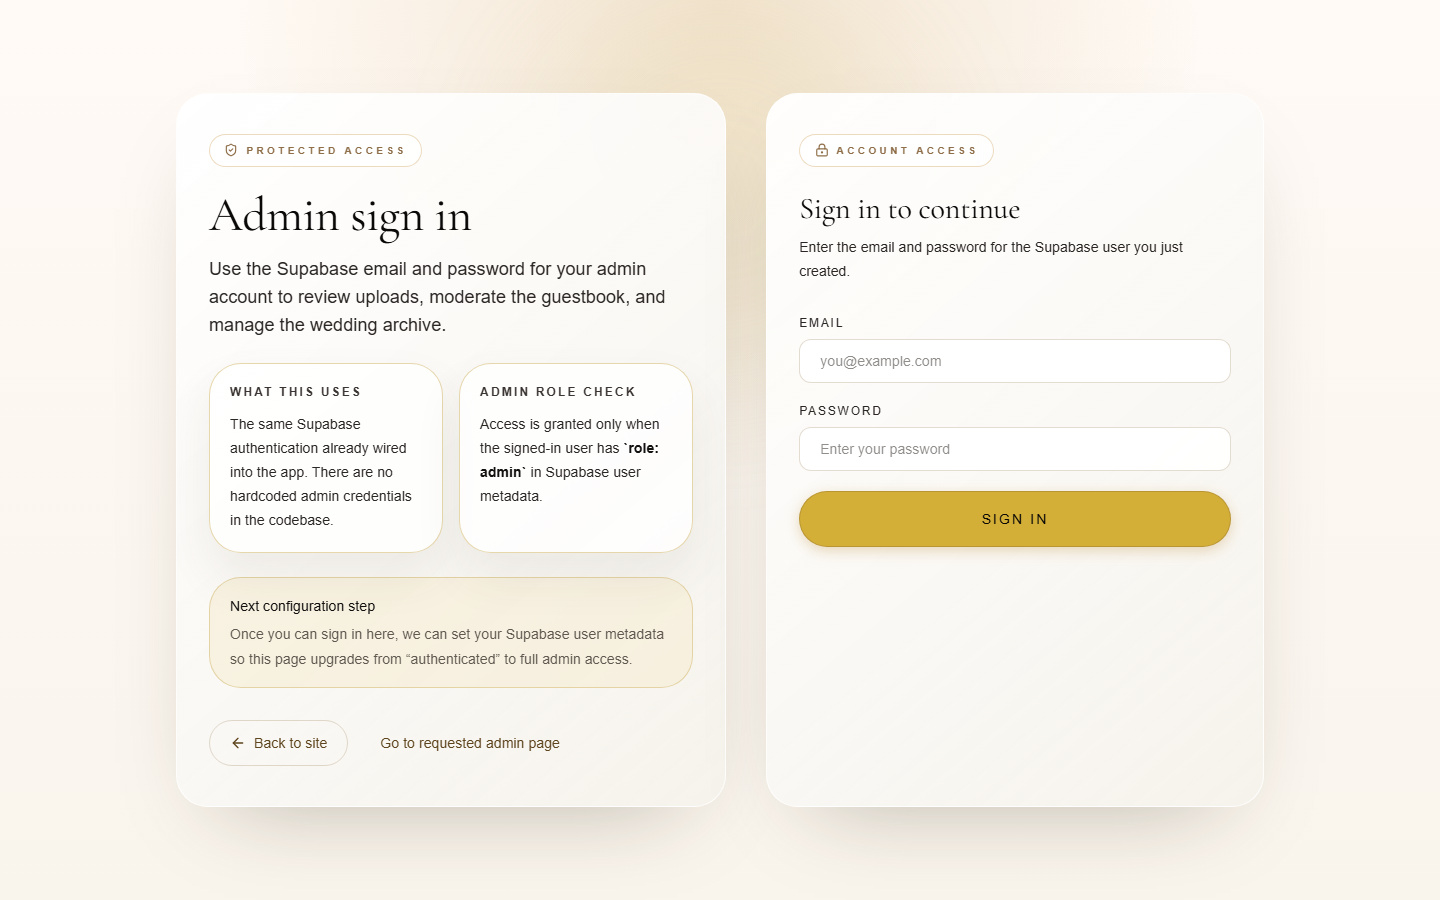 PROTECTED ACCESS
Admin sign in
Use the Supabase email and password for your admin
account to review uploads, moderate the guestbook, and
manage the wedding archive.
WHAT THIS USES
The same Supabase
authentication already wired
into the app. There are no
hardcoded admin credentials
in the codebase.
ADMIN ROLE CHECK
Access is granted only when
the signed-in user has `role:
admin` in Supabase user
metadata.
Next configuration step
Once you can sign in here, we can set your Supabase user metadata
so this page upgrades from “authenticated” to full admin access.
Back to site
Go to requested admin page
ACCOUNT ACCESS
Sign in to continue
Enter the email and password for the Supabase user you just
created.
EMAIL
you@example.com
PASSWORD
Enter your password
SIGN IN